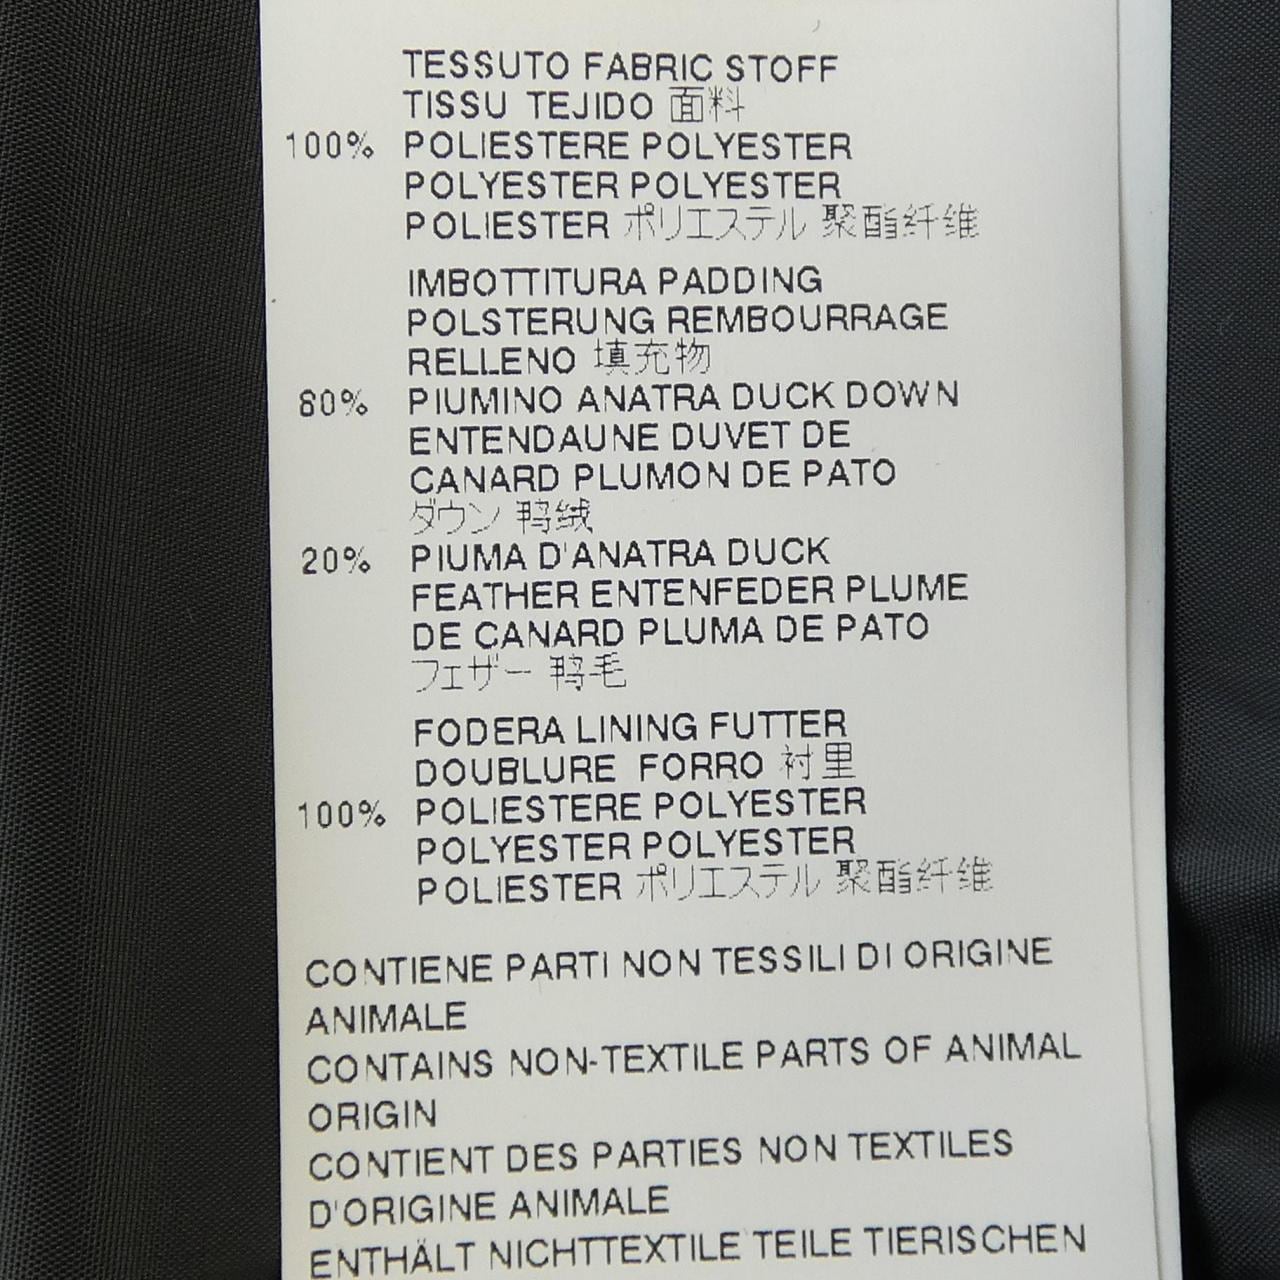 TESSUTO FABRIC STOFF
TISSU TEJIDO 面料
100% POLIESTERE POLYESTER
POLYESTER POLYESTER
POLIESTER ポリエステル 聚酯纤维
IMBOTTITURA PADDING
POLSTERUNG REMBOURRAGE
RELLENO 填充物
80% PIUMINO ANATRA DUCK DOWN
ENTENDAUNE DUVET DE
CANARD PLUMON DE PATO
ダウン 鸭绒
20% PIUMA D'ANATRA DUCK
FEATHER ENTENFEDER PLUME
DE CANARD PLUMA DE PATO
フェザー 鸭毛
FODERA LINING FUTTER
DOUBLURE FORRO 衬里
100% POLIESTERE POLYESTER
POLYESTER POLYESTER
POLIESTER ポリエステル 聚酯纤维
CONTIENE PARTI NON TESSILI DI ORIGINE
ANIMALE
CONTAINS NON-TEXTILE PARTS OF ANIMAL
ORIGIN
CONTIENT DES PARTIES NON TEXTILES
D'ORIGINE ANIMALE
ENTHÄLT NICHTTEXTILE TEILE TIERISCHEN